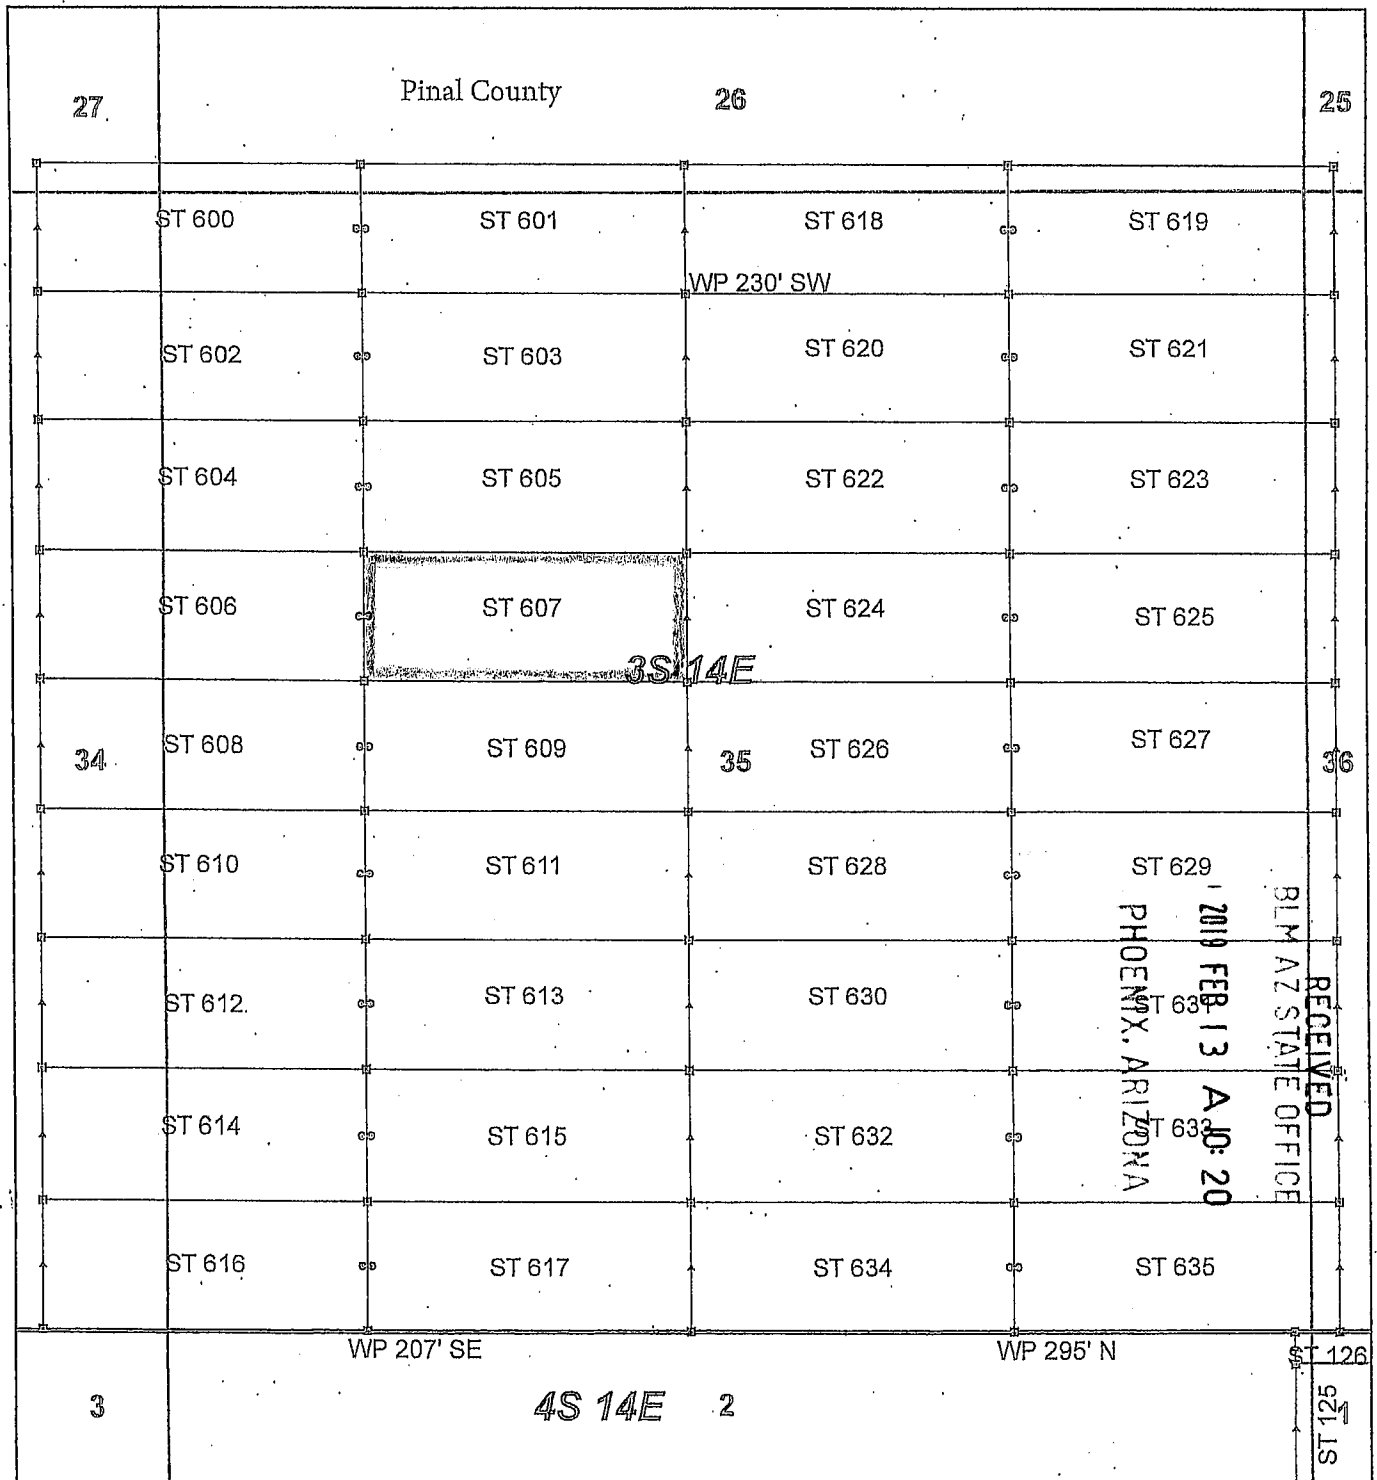 Pinal County
27
26
25
ST 600
ST 601
ST 618
ST 619
WP 230' SW
ST 602
ST 603
ST 620
ST 621
ST 604
ST 605
ST 622
ST 623
ST 606
ST 607
ST 624
ST 625
3S 14E
ST 608
ST 609
ST 626
ST 627
34
35
36
ST 610
ST 611
ST 628
ST 629
ST 612
ST 613
ST 630
ST 631
ST 614
ST 615
ST 632
ST 633
ST 616
ST 617
ST 634
ST 635
RECEIVED
BLM AZ STATE OFFICE
2019 FEB 13 A 10:20
PHOENIX, ARIZONA
WP 207' SE
WP 295' N
ST 126
3
4S 14E
2
1
ST 125